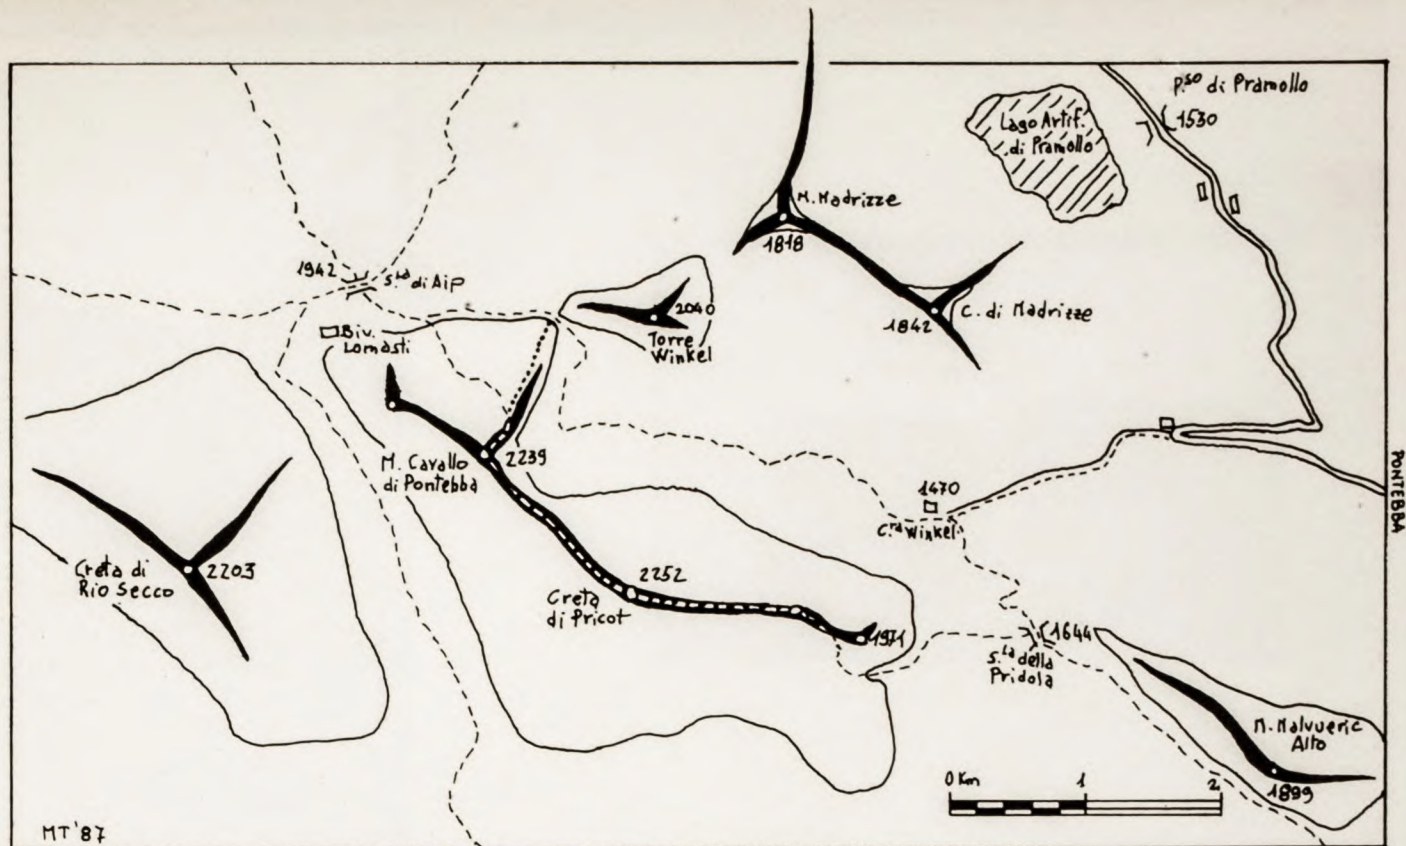 P.so di Pramollo
1530
Lago Artif.
di Pramollo
M. Madrizze
1818
1942
S.la di Aip
2040
Torre
Winkel
C. di Madrizze
1842
Biv.
Lomasti
M. Cavallo
di Pontebba
2239
PONTEBBA
1470
C.ra Winkel
Creta di
Rio Secco
2203
2252
Creta
di Pricot
1971
1644
S.la della
Pridola
M. Malvueric
Alto
1899
0 Km 1 2
MT '87